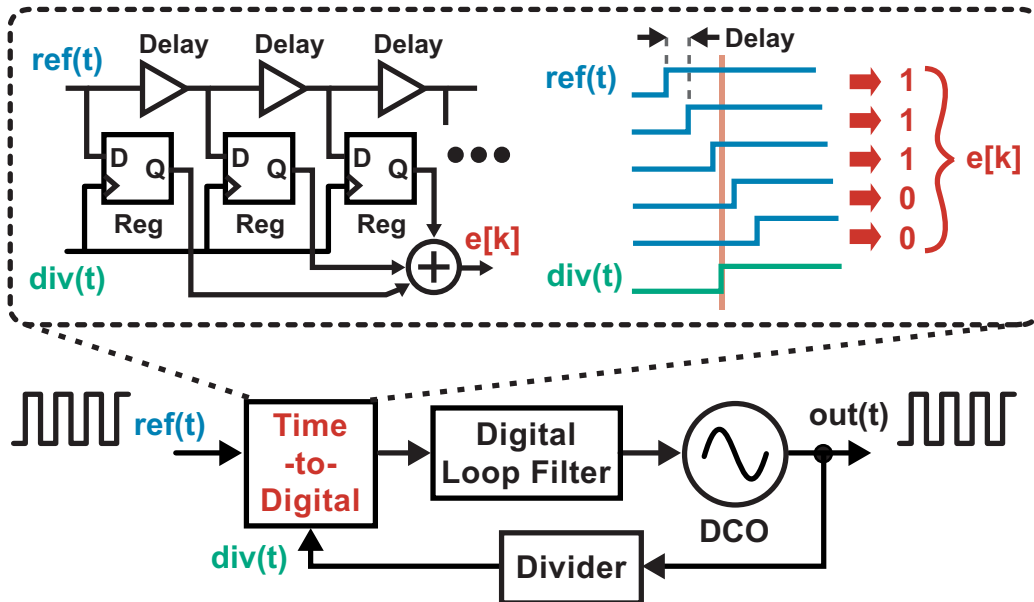 Delay Delay Delay
ref(t)
D Q D Q D Q
Reg Reg Reg
e[k]
div(t)
Delay
ref(t)
1
1
1
0
0
e[k]
div(t)
ref(t)
Time
-to-
Digital
Digital
Loop Filter
DCO
out(t)
div(t)
Divider